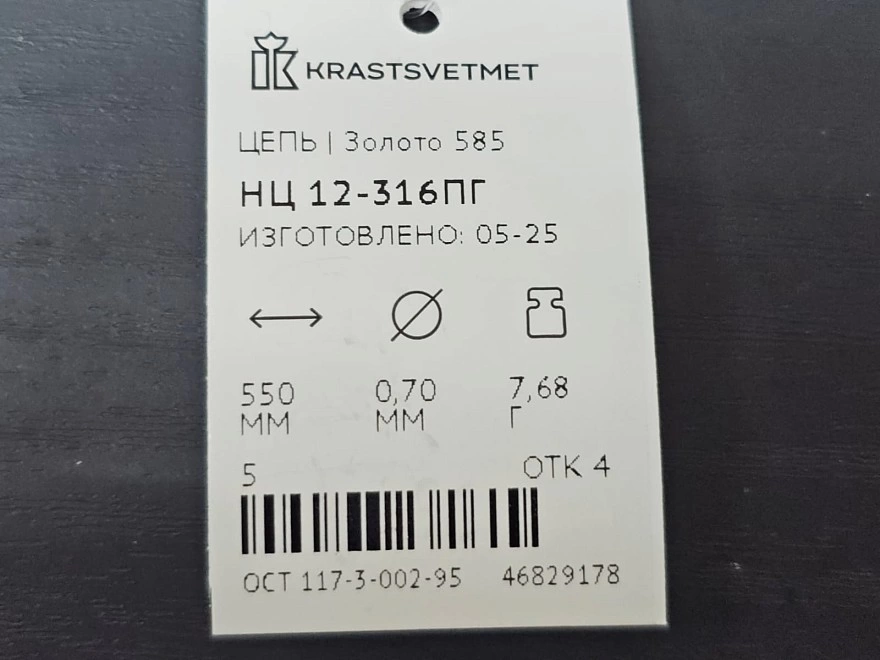 KRASTSVETMET
ЦЕПЬ | Золото 585
НЦ 12-316ПГ
ИЗГОТОВЛЕНО: 05-25
550 0,70 7,68
ММ ММ Г
5 ОТК 4
ОСТ 117-3-002-95 46829178